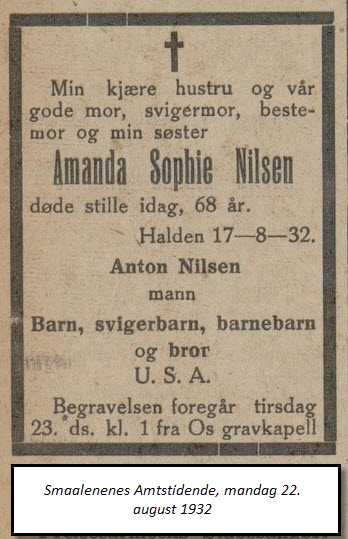 Min kjære hustru og vår
gode mor, svigermor, beste-
mor og min søster
Amanda Sophie Nilsen
døde stille idag, 68 år.
Halden 17—8—32.
Anton Nilsen
mann
Barn, svigerbarn, barnebarn
og bror
U. S. A.
Begravelsen foregår tirsdag
23. ds. kl. 1 fra Os gravkapell
Smaalenenes Amtstidende, mandag 22.
august 1932